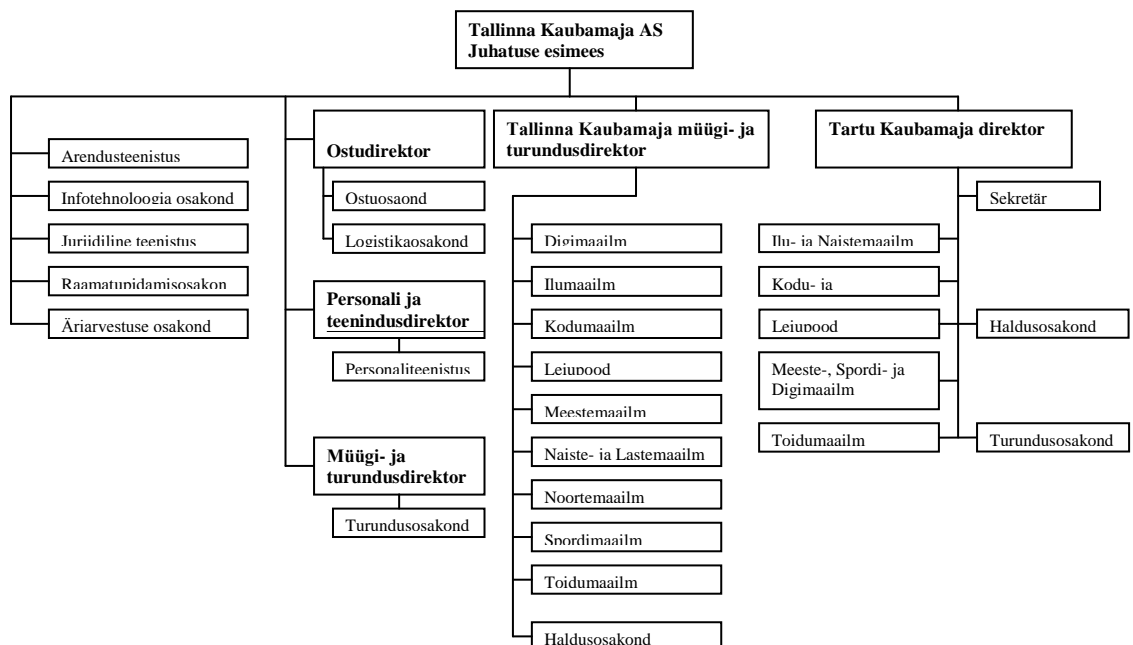 Tallinna Kaubamaja AS
Juhatuse esimees
Arendusteenistus
Infotehnoloogia osakond
Juriidiline teenistus
Raamatupidamisosakon
Äriarvestuse osakond
Ostudirektor
Ostuosaond
Logistikaosakond
Personali ja
teenindusdirektor
Personaliteenistus
Müügi- ja
turundusdirektor
Turundusosakond
Tallinna Kaubamaja müügi- ja
turundusdirektor
Digimaailm
Ilumaailm
Kodumaailm
Leiupood
Meestemaailm
Naiste- ja Lastemaailm
Noortemaailm
Spordimaailm
Toidumaailm
Haldusosakond
Tartu Kaubamaja direktor
Sekretär
Ilu- ja Naistemaailm
Kodu- ja
Leiupood
Haldusosakond
Meeste-, Spordi- ja
Digimaailm
Toidumaailm
Turundusosakond